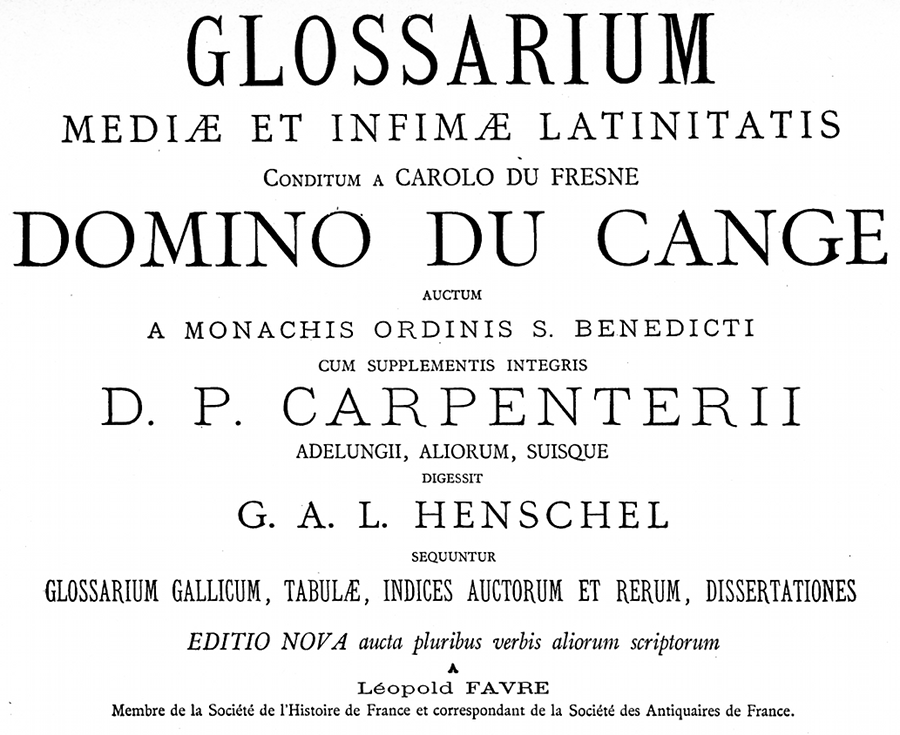 GLOSSARIUM
MEDIÆ ET INFIMÆ LATINITATIS
CONDITUM A CAROLO DU FRESNE
DOMINO DU CANGE
AUCTUM
A MONACHIS ORDINIS S. BENEDICTI
CUM SUPPLEMENTIS INTEGRIS
D. P. CARPENTERII
ADELUNGII, ALIORUM, SUISQUE
DIGESSIT
G. A. L. HENSCHEL
SEQUUNTUR
GLOSSARIUM GALLICUM, TABULÆ, INDICES AUCTORUM ET RERUM, DISSERTATIONES
EDITIO NOVA aucta pluribus verbis aliorum scriptorum
A
Léopold FAVRE
Membre de la Société de l'Histoire de France et correspondant de la Société des Antiquaires de France.